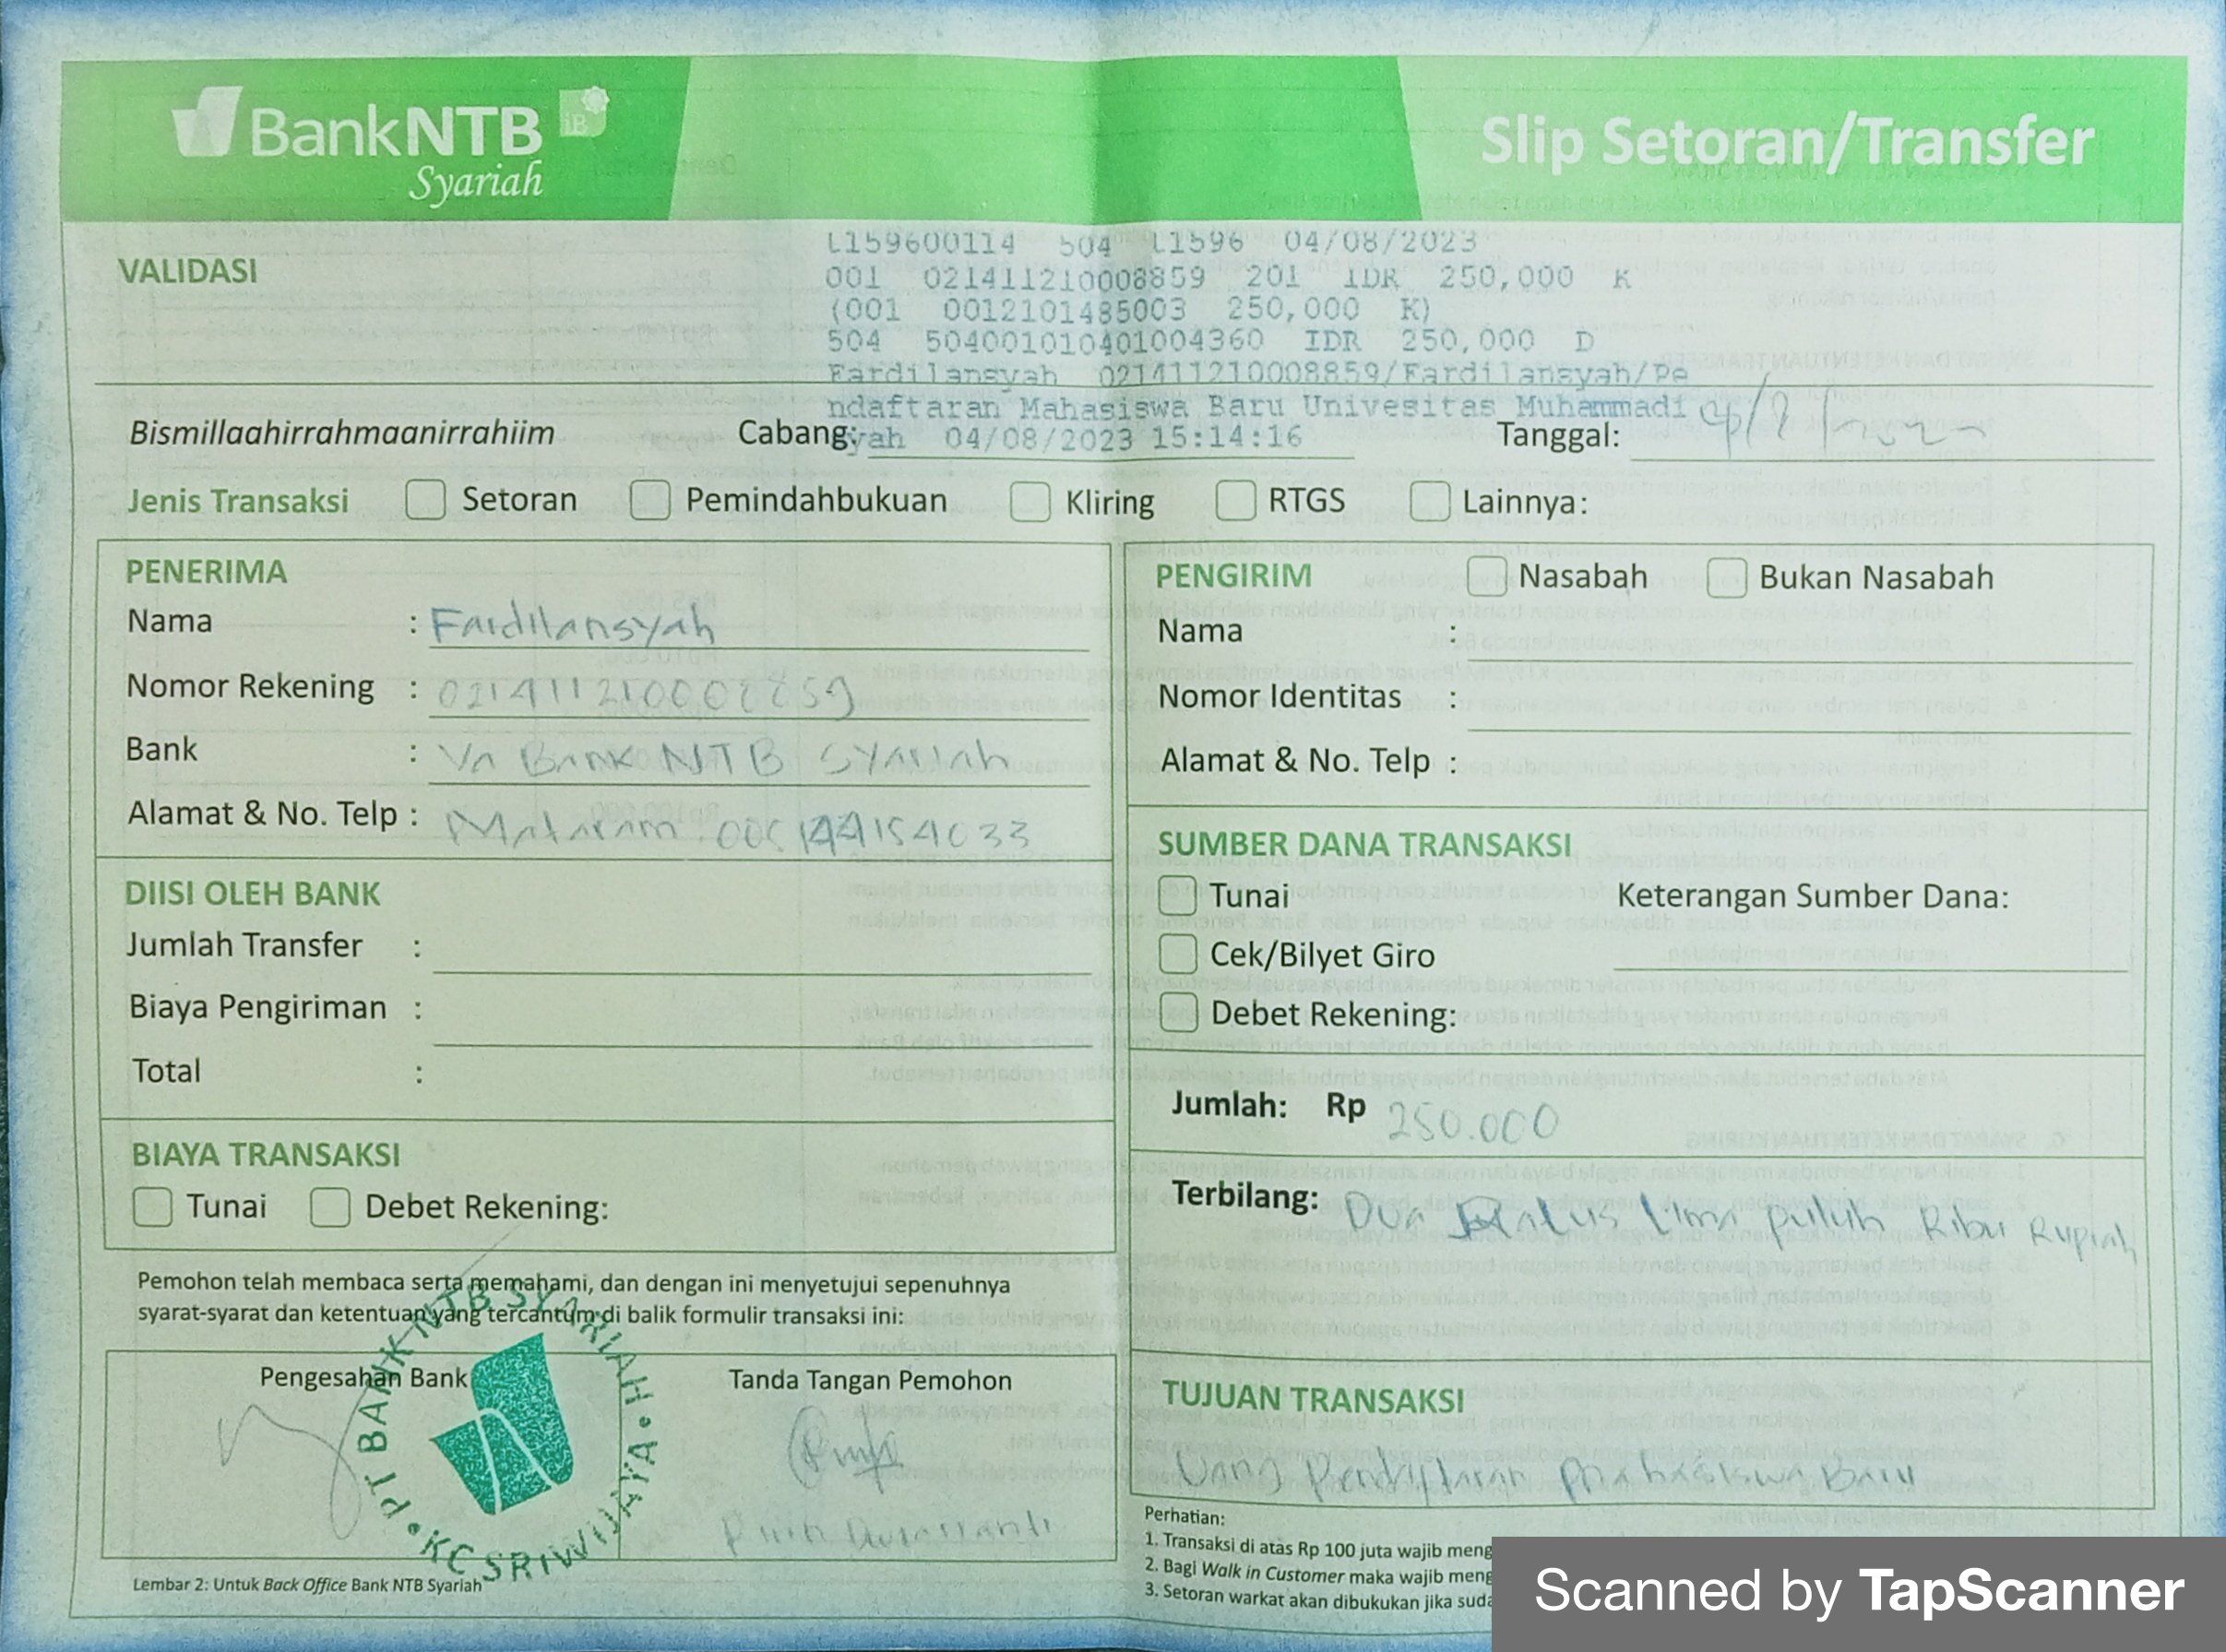 BankNTB iB
Syariah
Slip Setoran/Transfer
VALIDASI
L159600114 504 L1596 04/08/2023
001 021411210008859 201 IDR 250,000 K
(001 0012101485003 250,000 K)
504 504001010401004360 IDR 250,000 D
Fardilansyah 021411210008859/Fardilansyah/Pe
ndaftaran Mahasiswa Baru Univesitas Muhammadi
yah 04/08/2023 15:14:16
Bismillaahirrahmaanirrahiim Cabang: Tanggal:
Jenis Transaksi Setoran Pemindahbukuan Kliring RTGS Lainnya:
PENERIMA
Nama : Fardilansyah
Nomor Rekening : 021411210008859
Bank : Va Bank NTB Syariah
Alamat & No. Telp : Mataram
DIISI OLEH BANK
Jumlah Transfer :
Biaya Pengiriman :
Total :
BIAYA TRANSAKSI
Tunai Debet Rekening:
Pemohon telah membaca serta memahami, dan dengan ini menyetujui sepenuhnya
syarat-syarat dan ketentuan yang tercantum di balik formulir transaksi ini:
Pengesahan Bank Tanda Tangan Pemohon
PT BANK NTB SYARIAH • KC SRIWIJAYA •
Lembar 2: Untuk Back Office Bank NTB Syariah
PENGIRIM Nasabah Bukan Nasabah
Nama :
Nomor Identitas :
Alamat & No. Telp :
SUMBER DANA TRANSAKSI
Tunai Keterangan Sumber Dana:
Cek/Bilyet Giro
Debet Rekening:
Jumlah: Rp 250.000
Terbilang: Dua Ratus Lima puluh Ribu Rupiah
TUJUAN TRANSAKSI
Uang Pendaftaran Mahasiswa Baru
Perhatian:
1. Transaksi di atas Rp 100 juta wajib meng
2. Bagi Walk in Customer maka wajib meng
3. Setoran warkat akan dibukukan jika suda
Scanned by TapScanner